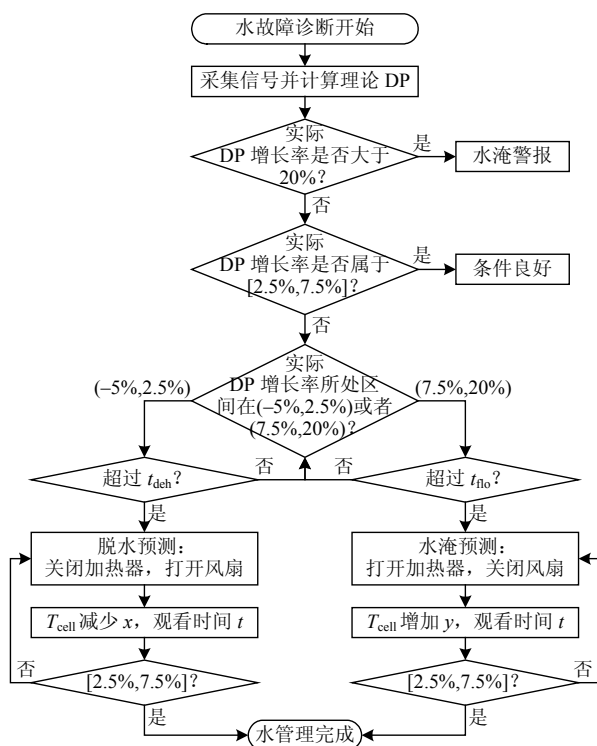 水故障诊断开始
采集信号并计算理论 DP
实际
DP 增长率是否大于
20%？
是
水淹警报
否
实际
DP 增长率是否属于
[2.5%,7.5%]？
是
条件良好
否
实际
DP 增长率所处区
间在(–5%,2.5%)或者
(7.5%,20%)？
(–5%,2.5%)
(7.5%,20%)
超过 tdeh？
否
否
超过 tflo？
是
是
脱水预测：
关闭加热器，打开风扇
水淹预测：
打开加热器，关闭风扇
Tcell 减少 x，观看时间 t
Tcell 增加 y，观看时间 t
否
[2.5%,7.5%]？
[2.5%,7.5%]？
否
是
是
水管理完成